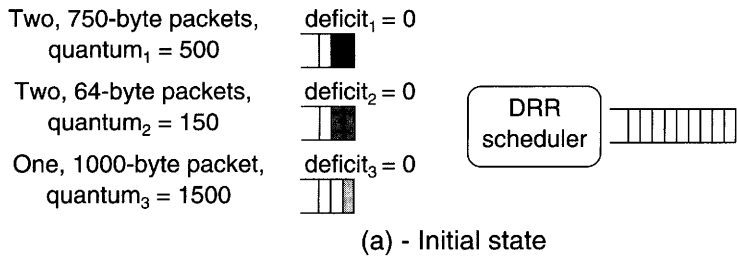 Two, 750-byte packets,
quantum₁ = 500
deficit₁ = 0
Two, 64-byte packets,
quantum₂ = 150
deficit₂ = 0
One, 1000-byte packet,
quantum₃ = 1500
deficit₃ = 0
DRR
scheduler
(a) - Initial state